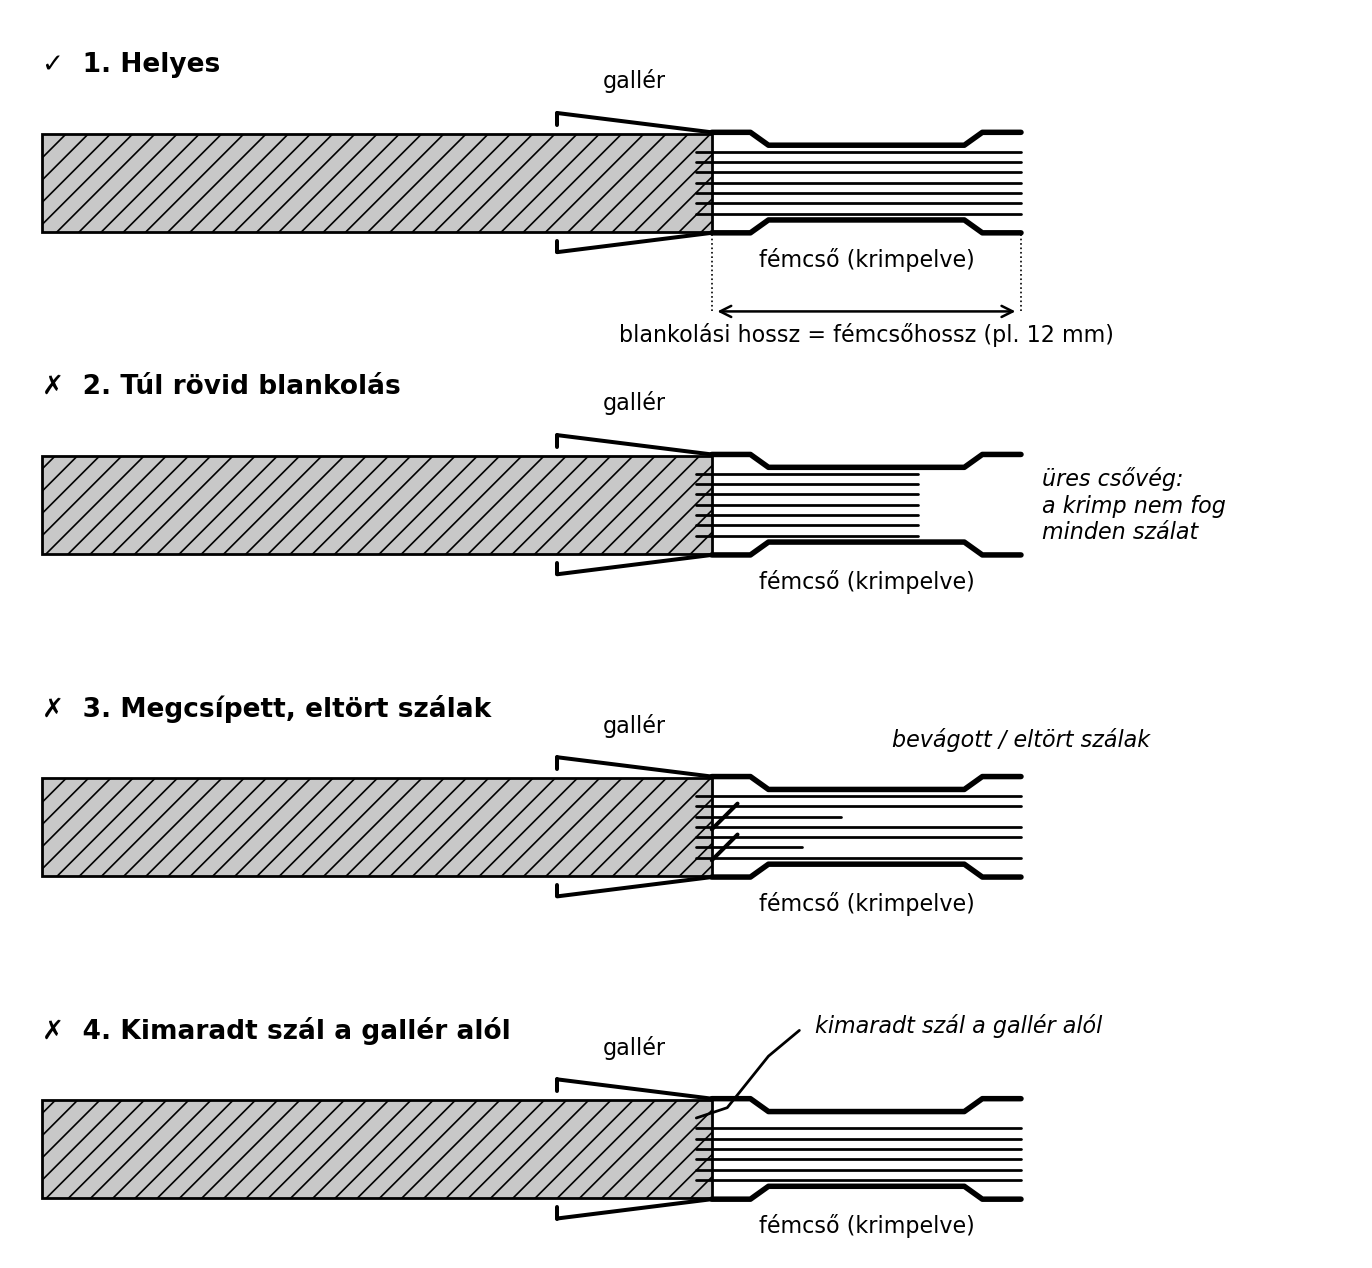 ✓ 1. Helyes
gallér
fémcső (krimpelve)
blankolási hossz = fémcsőhossz (pl. 12 mm)
✗ 2. Túl rövid blankolás
gallér
üres csővég:
a krimp nem fog
minden szálat
fémcső (krimpelve)
✗ 3. Megcsípett, eltört szálak
gallér
bevágott / eltört szálak
fémcső (krimpelve)
✗ 4. Kimaradt szál a gallér alól
kimaradt szál a gallér alól
gallér
fémcső (krimpelve)